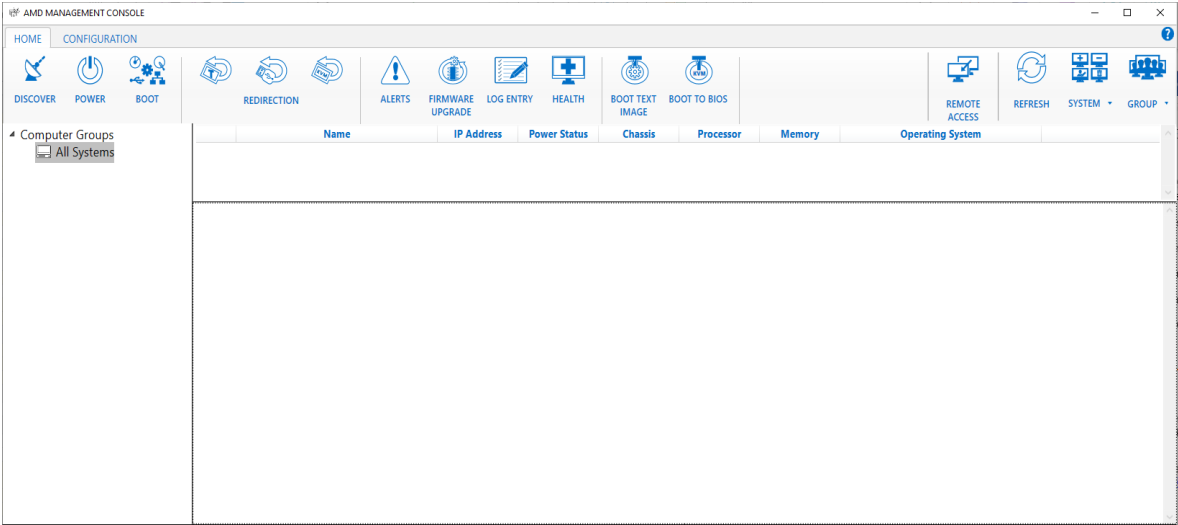 AMD MANAGEMENT CONSOLE
HOME CONFIGURATION
?
T KVM KVM
DISCOVER POWER BOOT REDIRECTION ALERTS FIRMWARE LOG ENTRY HEALTH BOOT TEXT BOOT TO BIOS REMOTE REFRESH SYSTEM GROUP
UPGRADE IMAGE ACCESS
Computer Groups
All Systems
Name IP Address Power Status Chassis Processor Memory Operating System